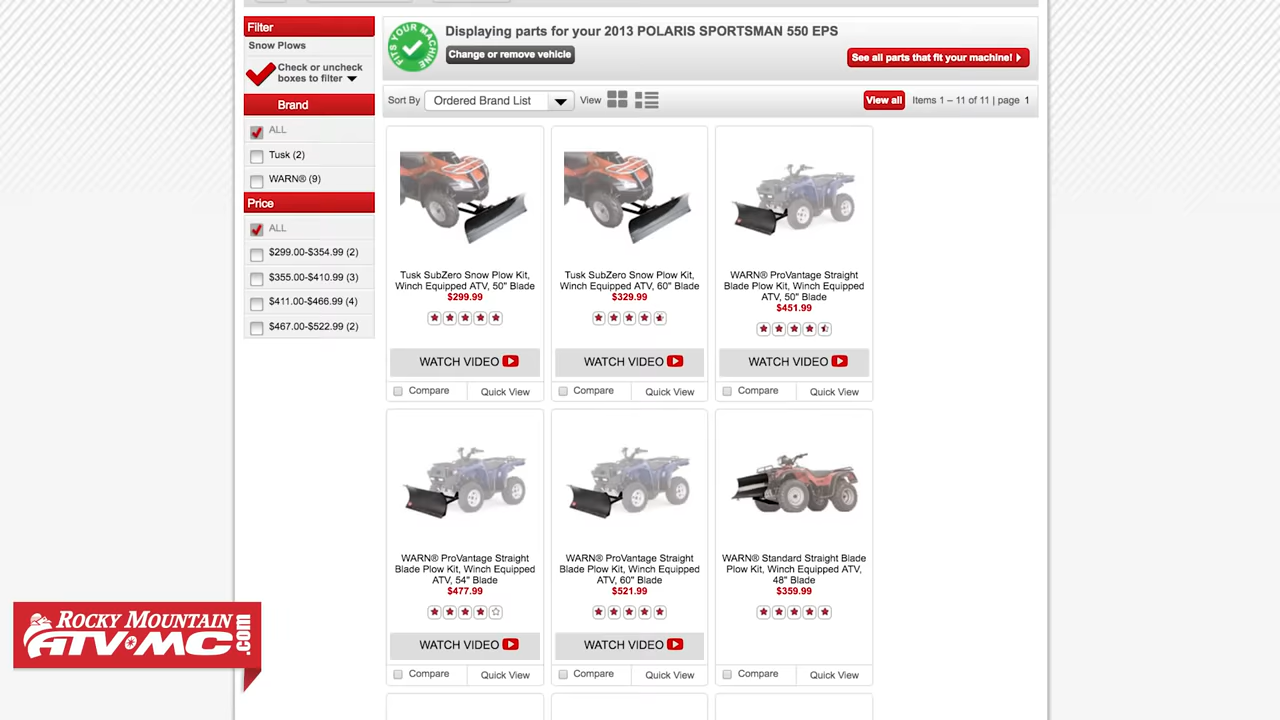 Filter
Snow Plows
Check or uncheck
boxes to filter
Brand
ALL
Tusk (2)
WARN® (9)
Price
ALL
$299.00-$354.99 (2)
$355.00-$410.99 (3)
$411.00-$466.99 (4)
$467.00-$522.99 (2)
FITS YOUR MACHINE
Displaying parts for your 2013 POLARIS SPORTSMAN 550 EPS
Change or remove vehicle
See all parts that fit your machine!
Sort By Ordered Brand List View
View all Items 1 – 11 of 11 | page 1
Tusk SubZero Snow Plow Kit,
Winch Equipped ATV, 50" Blade
$299.99
WATCH VIDEO
Compare Quick View
Tusk SubZero Snow Plow Kit,
Winch Equipped ATV, 60" Blade
$329.99
WATCH VIDEO
Compare Quick View
WARN® ProVantage Straight
Blade Plow Kit, Winch Equipped
ATV, 50" Blade
$451.99
WATCH VIDEO
Compare Quick View
WARN® ProVantage Straight
Blade Plow Kit, Winch Equipped
ATV, 54" Blade
$477.99
WATCH VIDEO
Compare Quick View
WARN® ProVantage Straight
Blade Plow Kit, Winch Equipped
ATV, 60" Blade
$521.99
WATCH VIDEO
Compare Quick View
WARN® Standard Straight Blade
Plow Kit, Winch Equipped ATV,
48" Blade
$359.99
Compare Quick View
ROCKY MOUNTAIN
ATV•MC.com